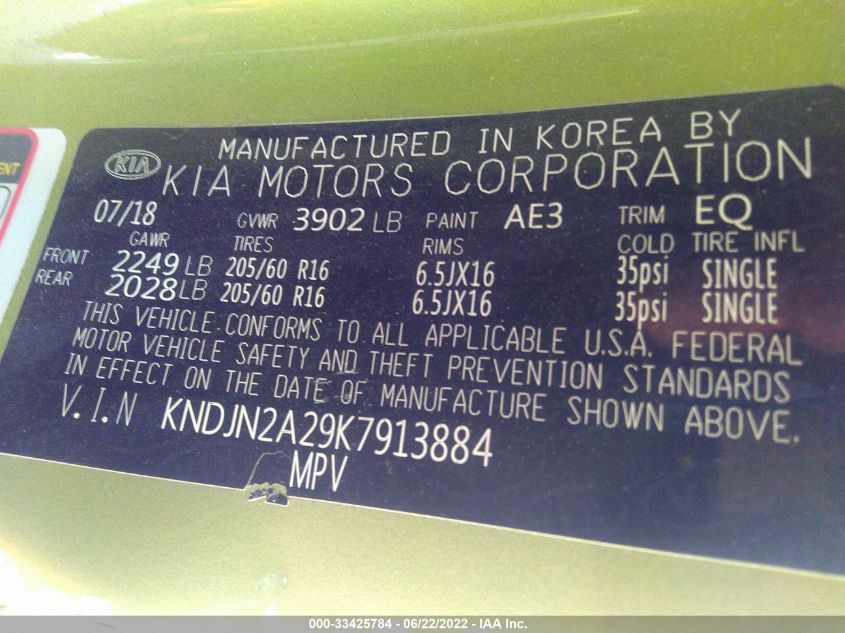 MENT
KIA
MANUFACTURED IN KOREA BY
KIA MOTORS CORPORATION
07/18 GVWR 3902 LB PAINT AE3 TRIM EQ
GAWR TIRES RIMS COLD TIRE INFL
FRONT 2249 LB 205/60 R16 6.5JX16 35psi SINGLE
REAR 2028 LB 205/60 R16 6.5JX16 35psi SINGLE
THIS VEHICLE CONFORMS TO ALL APPLICABLE U.S.A. FEDERAL
MOTOR VEHICLE SAFETY AND THEFT PREVENTION STANDARDS
IN EFFECT ON THE DATE OF MANUFACTURE SHOWN ABOVE.
V.I.N KNDJN2A29K7913884
MPV
000-33425784 - 06/22/2022 - IAA Inc.